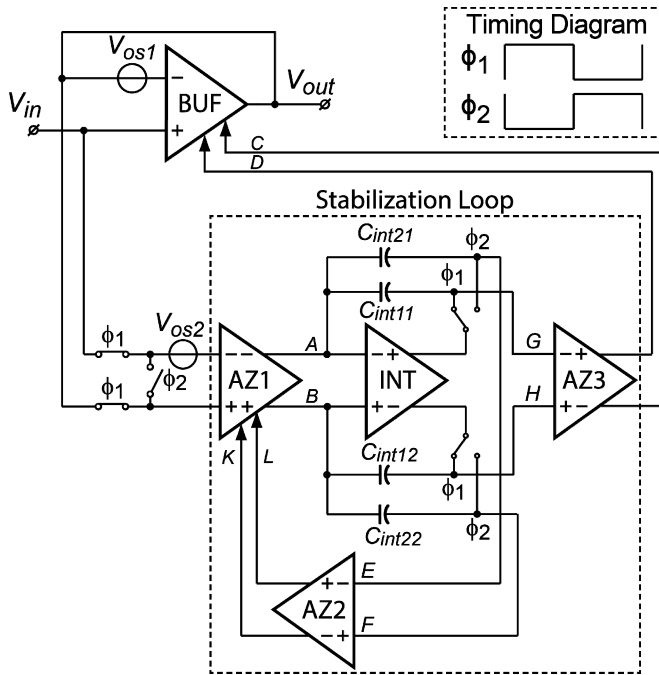 Timing Diagram
ϕ1
ϕ2
Vos1
Vin
BUF
Vout
−
+
C
D
Stabilization Loop
Cint21
ϕ2
ϕ1
Cint11
ϕ1
Vos2
A
− +
G
− −
− +
AZ1
INT
AZ3
ϕ2
ϕ1
+ +
B
+ −
H
+ −
K
L
Cint12
ϕ1
ϕ2
Cint22
E
+ −
AZ2
F
− +